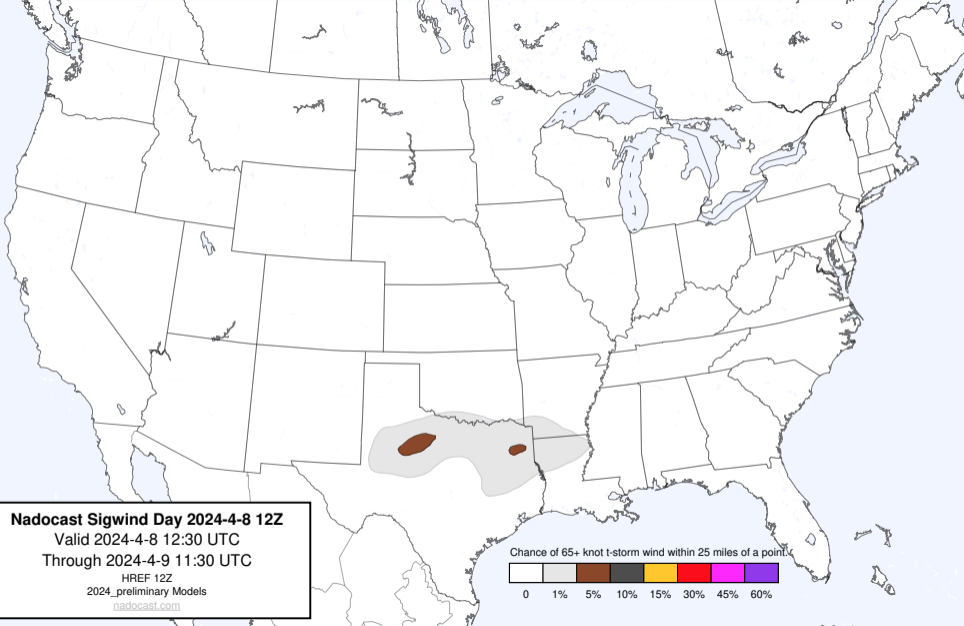 Nadocast Sigwind Day 2024-4-8 12Z
Valid 2024-4-8 12:30 UTC
Through 2024-4-9 11:30 UTC
HREF 12Z
2024_preliminary Models
nadocast.com
Chance of 65+ knot t-storm wind within 25 miles of a point.
0 1% 5% 10% 15% 30% 45% 60%